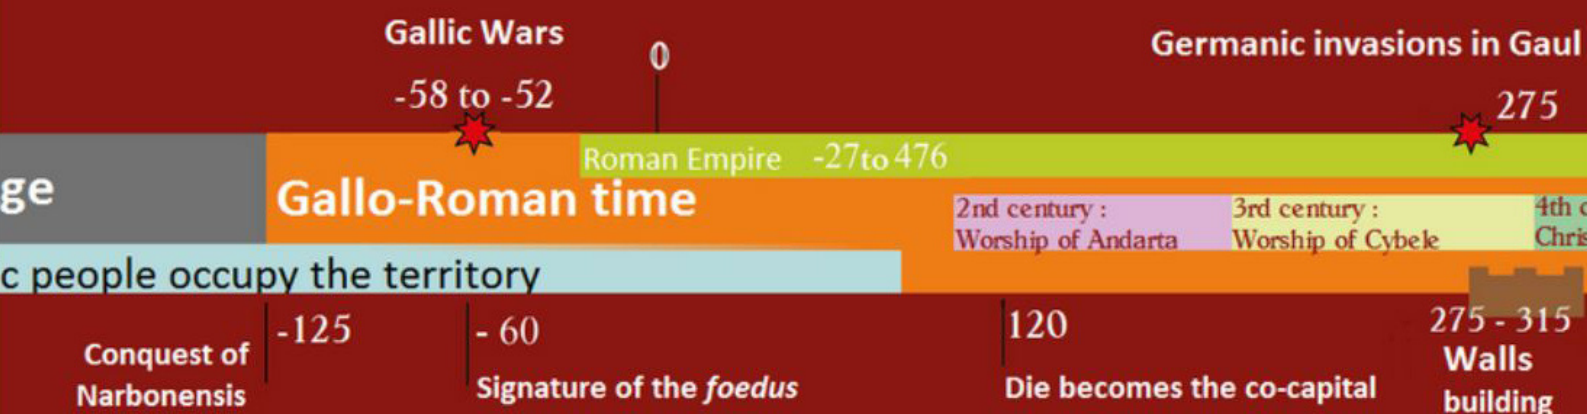 Gallic Wars
-58 to -52
0
Germanic invasions in Gaul
275
ge
Roman Empire -27to 476
Gallo-Roman time
2nd century :
Worship of Andarta
3rd century :
Worship of Cybele
4th c
Chris
c people occupy the territory
-125
Conquest of
Narbonensis
- 60
Signature of the foedus
120
Die becomes the co-capital
275 - 315
Walls
building